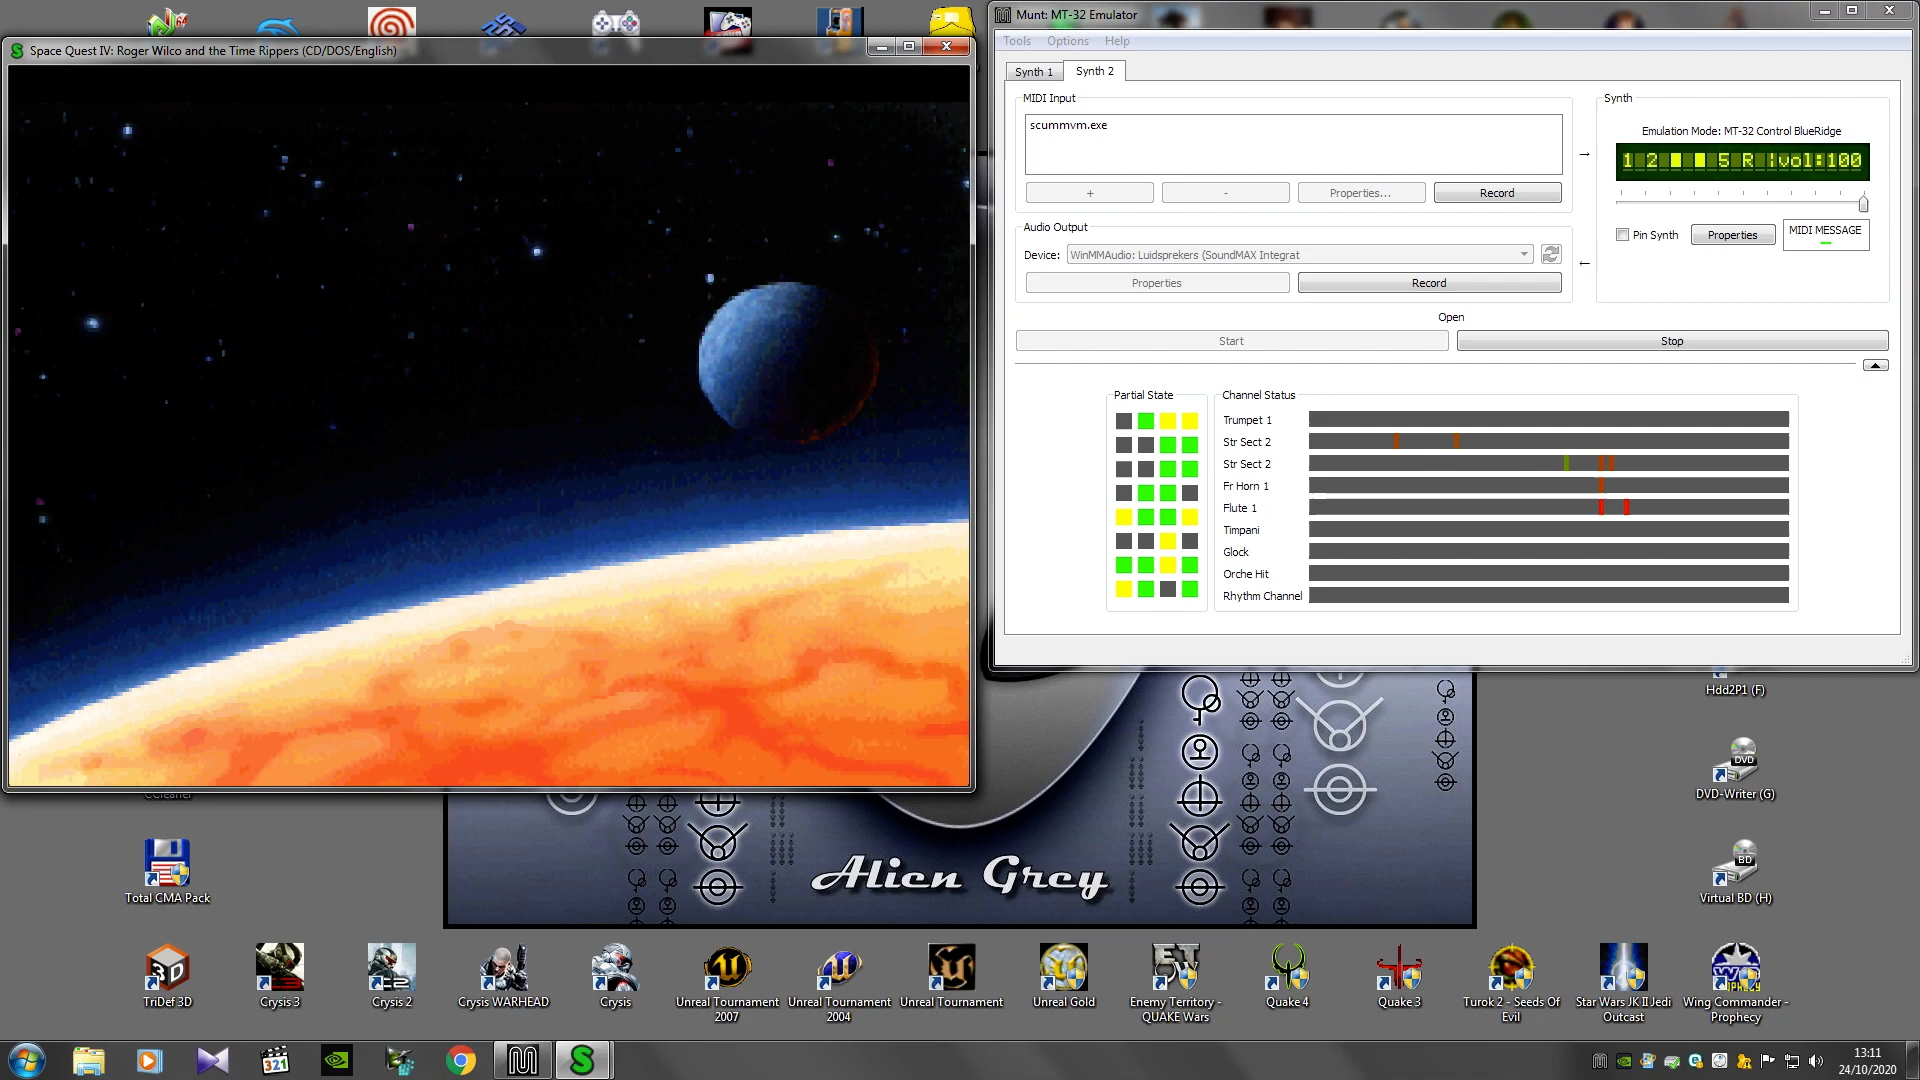 Space Quest IV: Roger Wilco and the Time Rippers (CD/DOS/English)
Munt: MT-32 Emulator
Tools Options Help
Synth 1 Synth 2
MIDI Input
scummvm.exe
+ - Properties... Record
Audio Output
Device: WinMMAudio: Luidsprekers (SoundMAX Integrat
Properties Record
Synth
Emulation Mode: MT-32 Control BlueRidge
1 2 5 R |vol:100
Pin Synth Properties MIDI MESSAGE
Open
Start Stop
Partial State
Channel Status
Trumpet 1
Str Sect 2
Str Sect 2
Fr Horn 1
Flute 1
Timpani
Glock
Orche Hit
Rhythm Channel
Hdd2P1 (F)
DVD
DVD-Writer (G)
BD
Virtual BD (H)
Alien Grey
CCleaner
Total CMA Pack
TriDef 3D
Crysis 3
Crysis 2
Crysis WARHEAD
Crysis
Unreal Tournament
2007
Unreal Tournament
2004
Unreal Tournament
Unreal Gold
Enemy Territory -
QUAKE Wars
Quake 4
Quake 3
Turok 2 - Seeds Of
Evil
Star Wars JK II Jedi
Outcast
Wing Commander -
Prophecy
321
13:11
24/10/2020